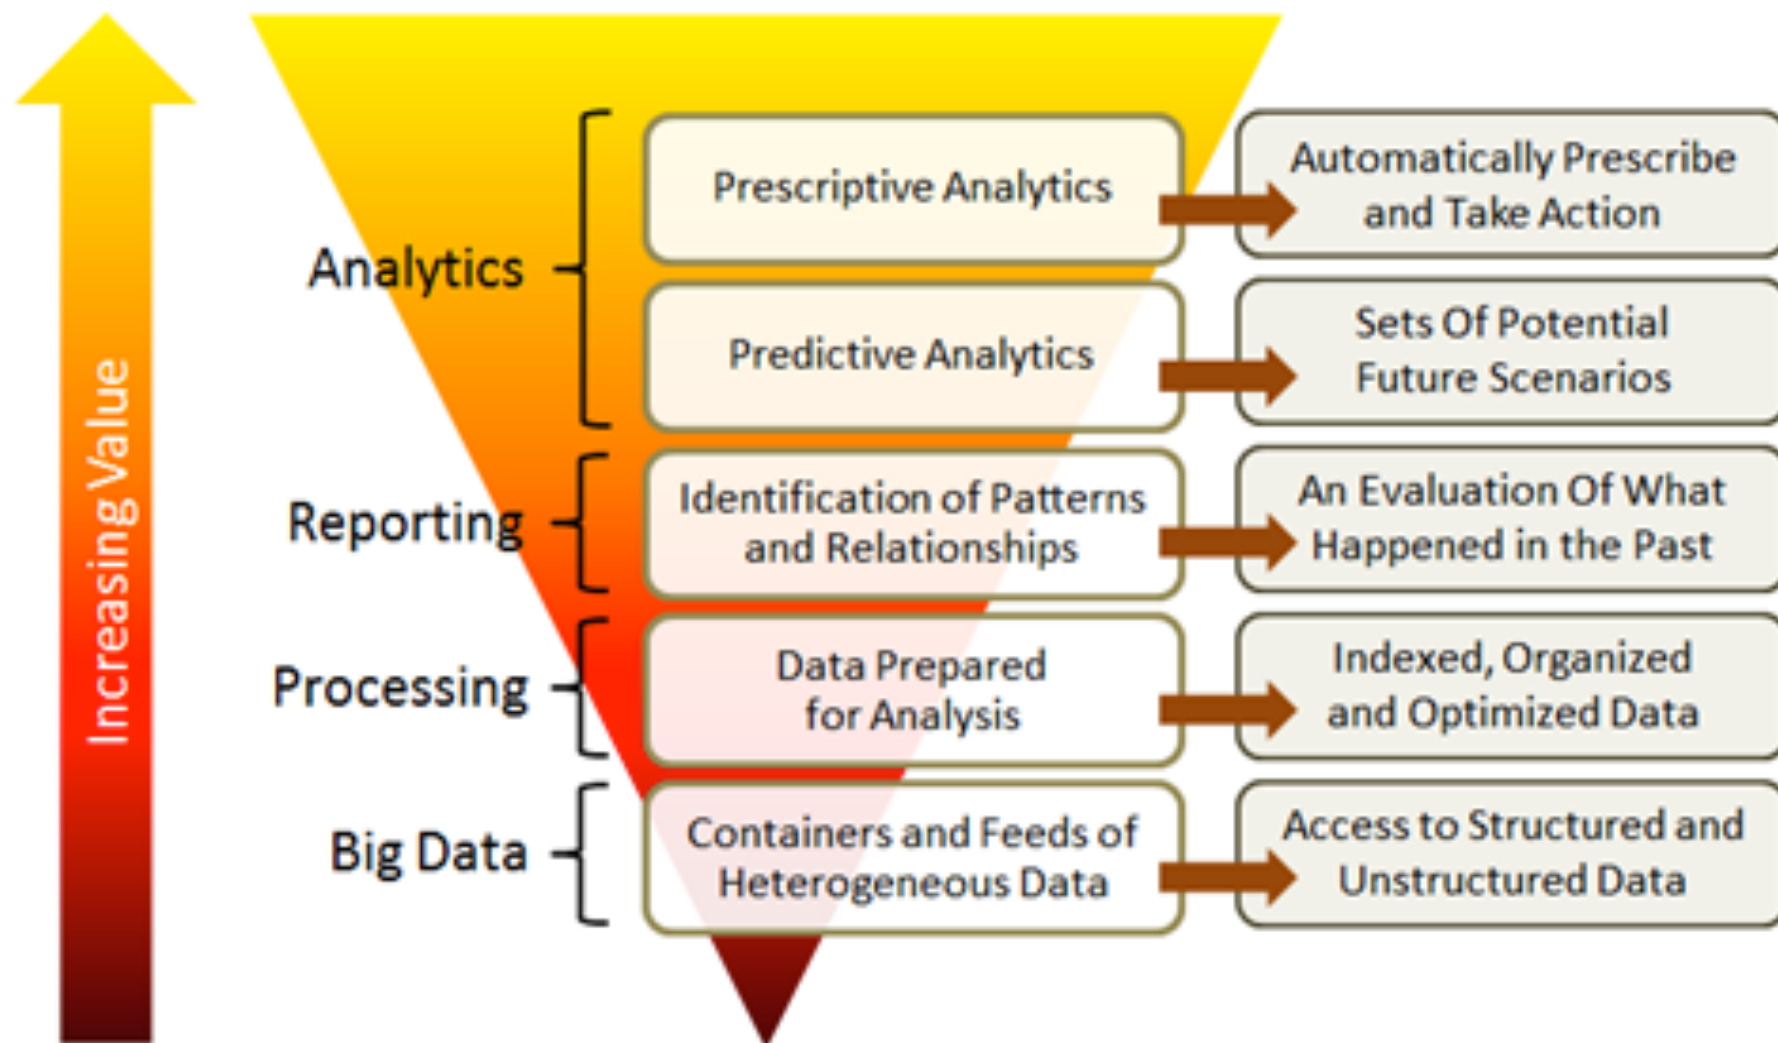 Increasing Value
Analytics
Prescriptive Analytics
Automatically Prescribe
and Take Action
Predictive Analytics
Sets Of Potential
Future Scenarios
Reporting
Identification of Patterns
and Relationships
An Evaluation Of What
Happened in the Past
Processing
Data Prepared
for Analysis
Indexed, Organized
and Optimized Data
Big Data
Containers and Feeds of
Heterogeneous Data
Access to Structured and
Unstructured Data